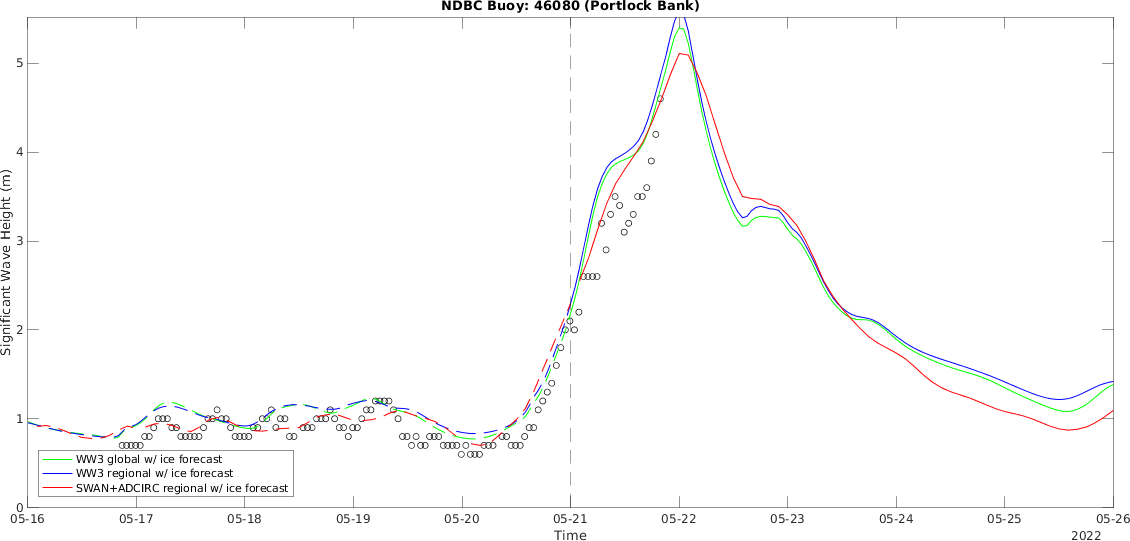 NDBC Buoy: 46080 (Portlock Bank)
Significant Wave Height (m)
5
4
3
2
1
0
WW3 global w/ ice forecast
WW3 regional w/ ice forecast
SWAN+ADCIRC regional w/ ice forecast
05-16 05-17 05-18 05-19 05-20 05-21 05-22 05-23 05-24 05-25 05-26
Time
2022